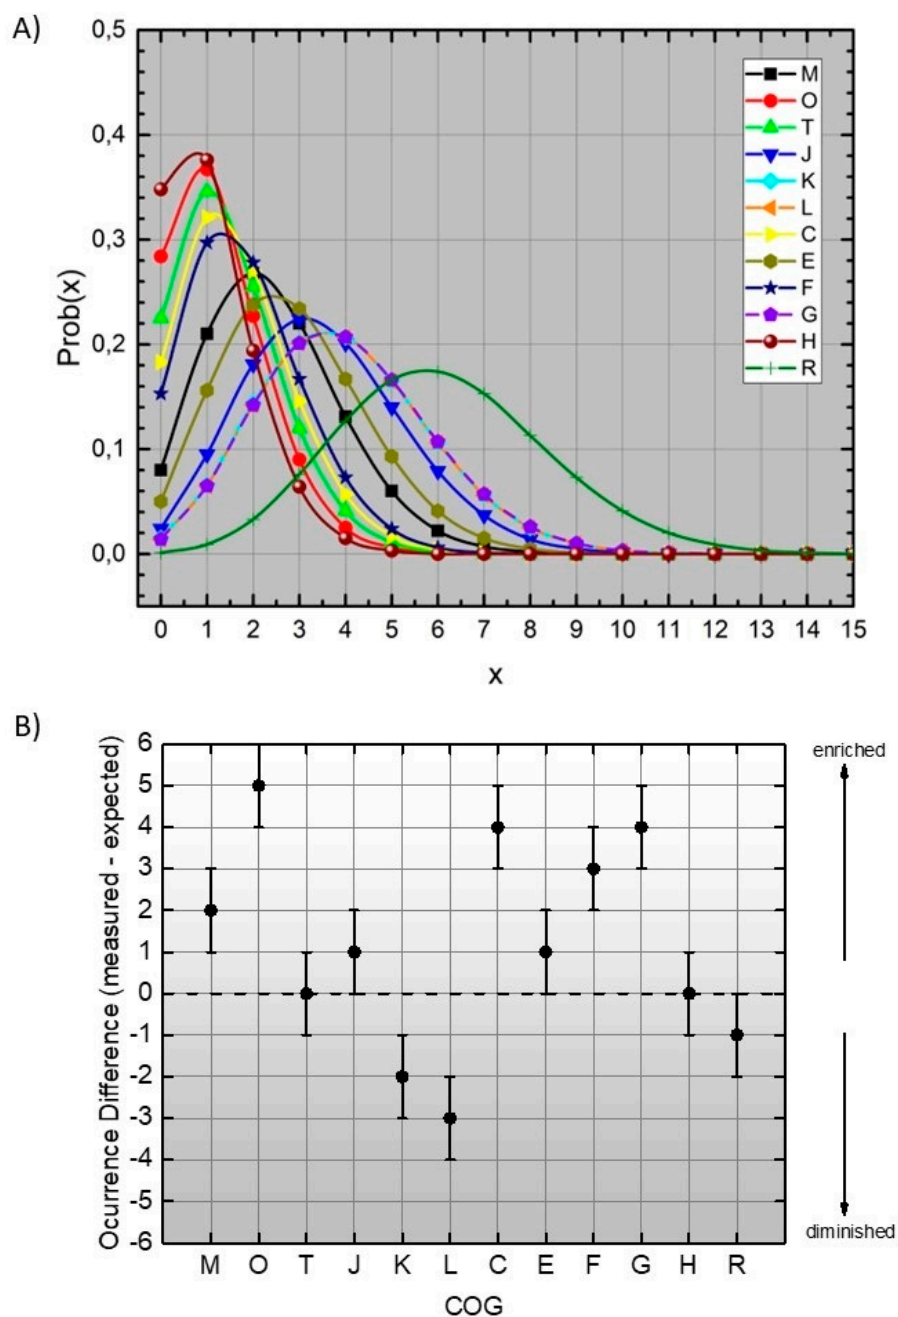 A)
0,5
0,4
0,3
0,2
0,1
0,0
Prob(x)
M
O
T
J
K
L
C
E
F
G
H
R
0 1 2 3 4 5 6 7 8 9 10 11 12 13 14 15
x
B)
Ocurrence Difference (measured - expected)
6
5
4
3
2
1
0
-1
-2
-3
-4
-5
-6
enriched
diminished
M O T J K L C E F G H R
COG